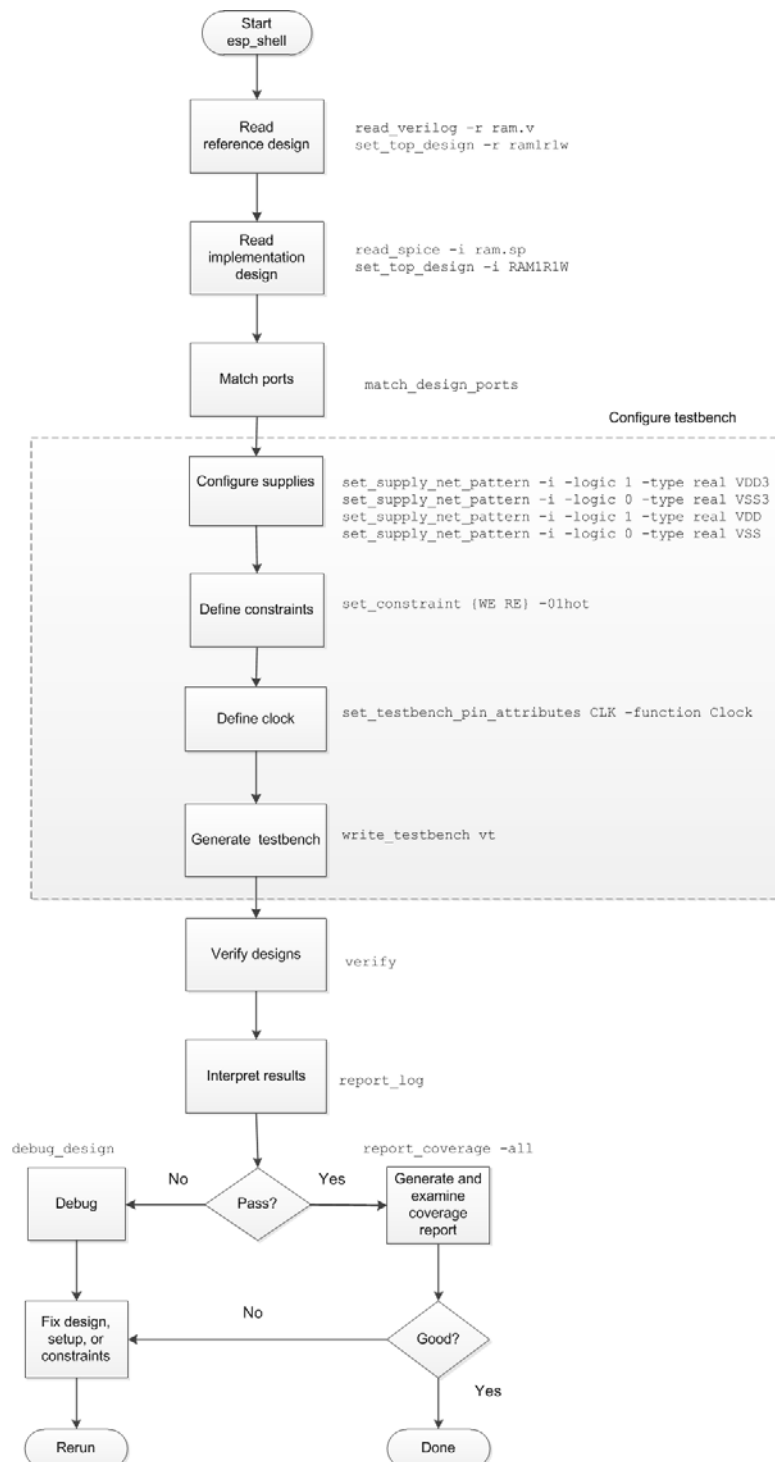 Start
esp_shell
Read
reference design
read_verilog -r ram.v
set_top_design -r ram1r1w
Read
implementation
design
read_spice -i ram.sp
set_top_design -i RAM1R1W
Match ports
match_design_ports
Configure testbench
Configure supplies
set_supply_net_pattern -i -logic 1 -type real VDD3
set_supply_net_pattern -i -logic 0 -type real VSS3
set_supply_net_pattern -i -logic 1 -type real VDD
set_supply_net_pattern -i -logic 0 -type real VSS
Define constraints
set_constraint {WE RE} -01hot
Define clock
set_testbench_pin_attributes CLK -function Clock
Generate testbench
write_testbench vt
Verify designs
verify
Interpret results
report_log
debug_design
report_coverage -all
No
Yes
Debug
Pass?
Generate and
examine
coverage
report
Fix design,
setup, or
constraints
No
Good?
Yes
Rerun
Done